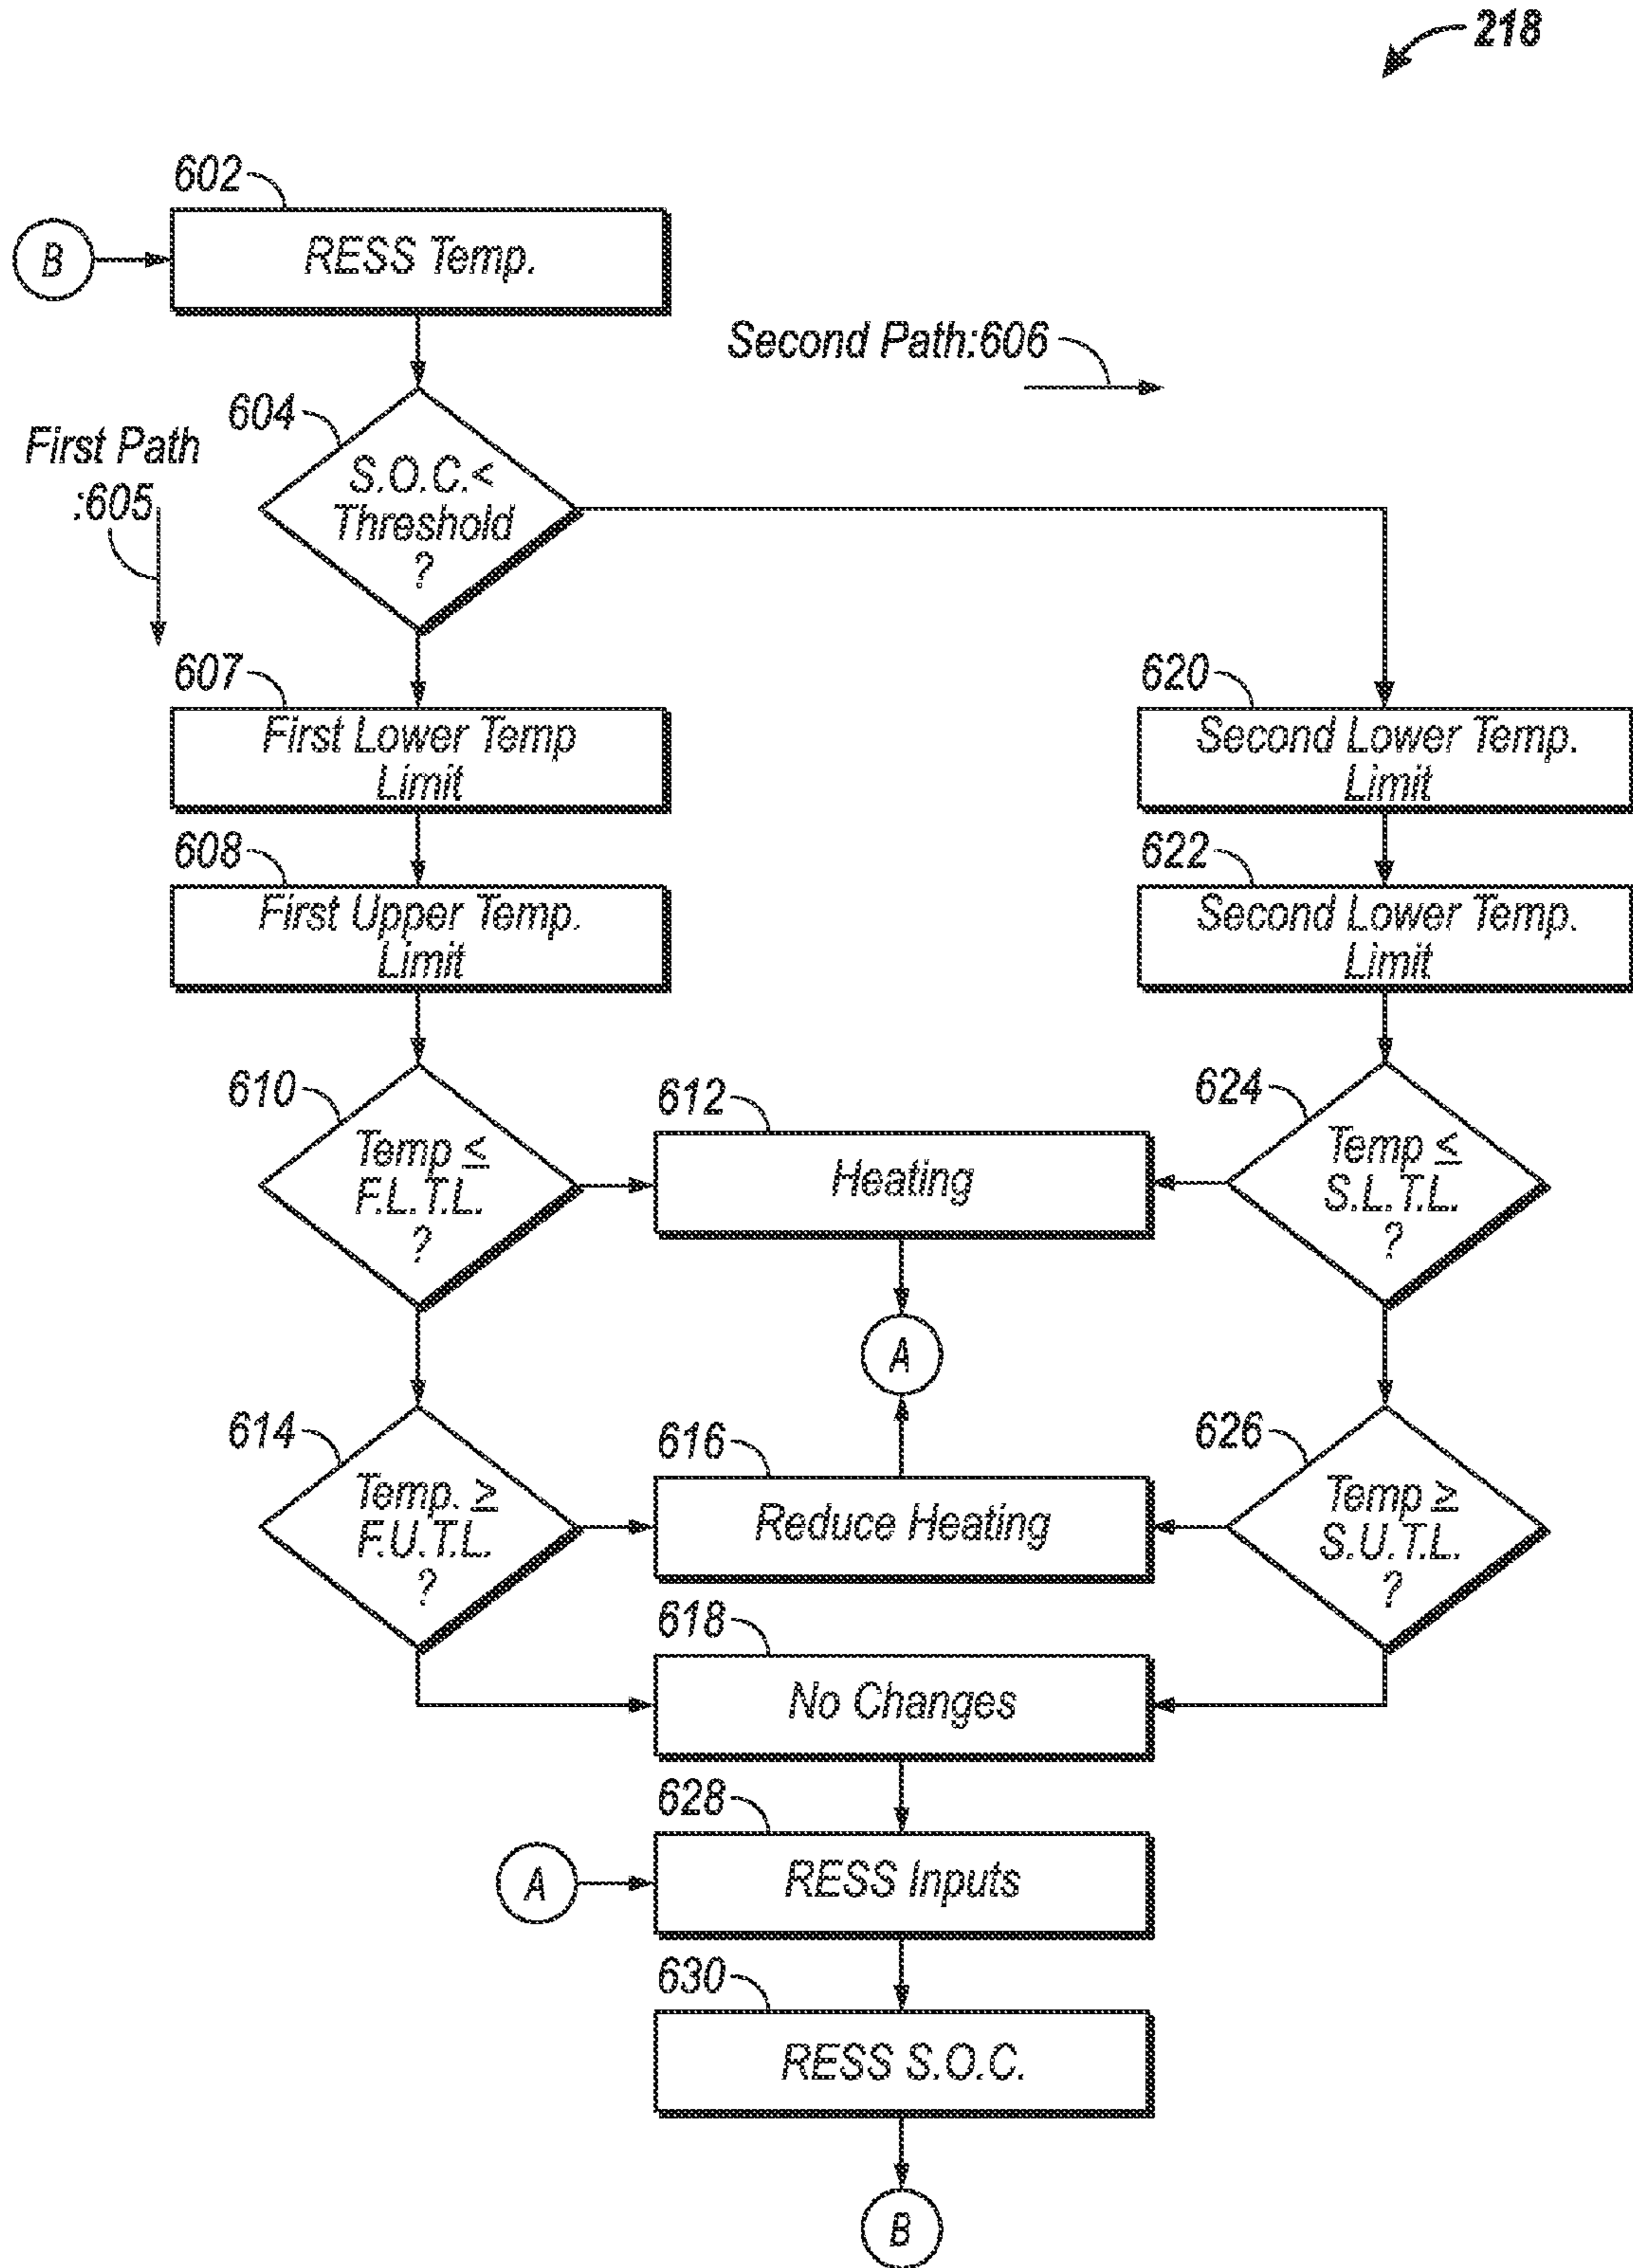 218
602
B
RESS Temp.
Second Path:606
604
First Path
:605
S.O.C.<
Threshold
?
607
First Lower Temp
Limit
620
Second Lower Temp.
Limit
608
First Upper Temp.
Limit
622
Second Lower Temp.
Limit
610
Temp ≤
F.L.T.L.
?
612
Heating
624
Temp ≤
S.L.T.L.
?
A
614
Temp. ≥
F.U.T.L.
?
616
Reduce Heating
626
Temp ≥
S.U.T.L.
?
618
No Changes
628
A
RESS Inputs
630
RESS S.O.C.
B